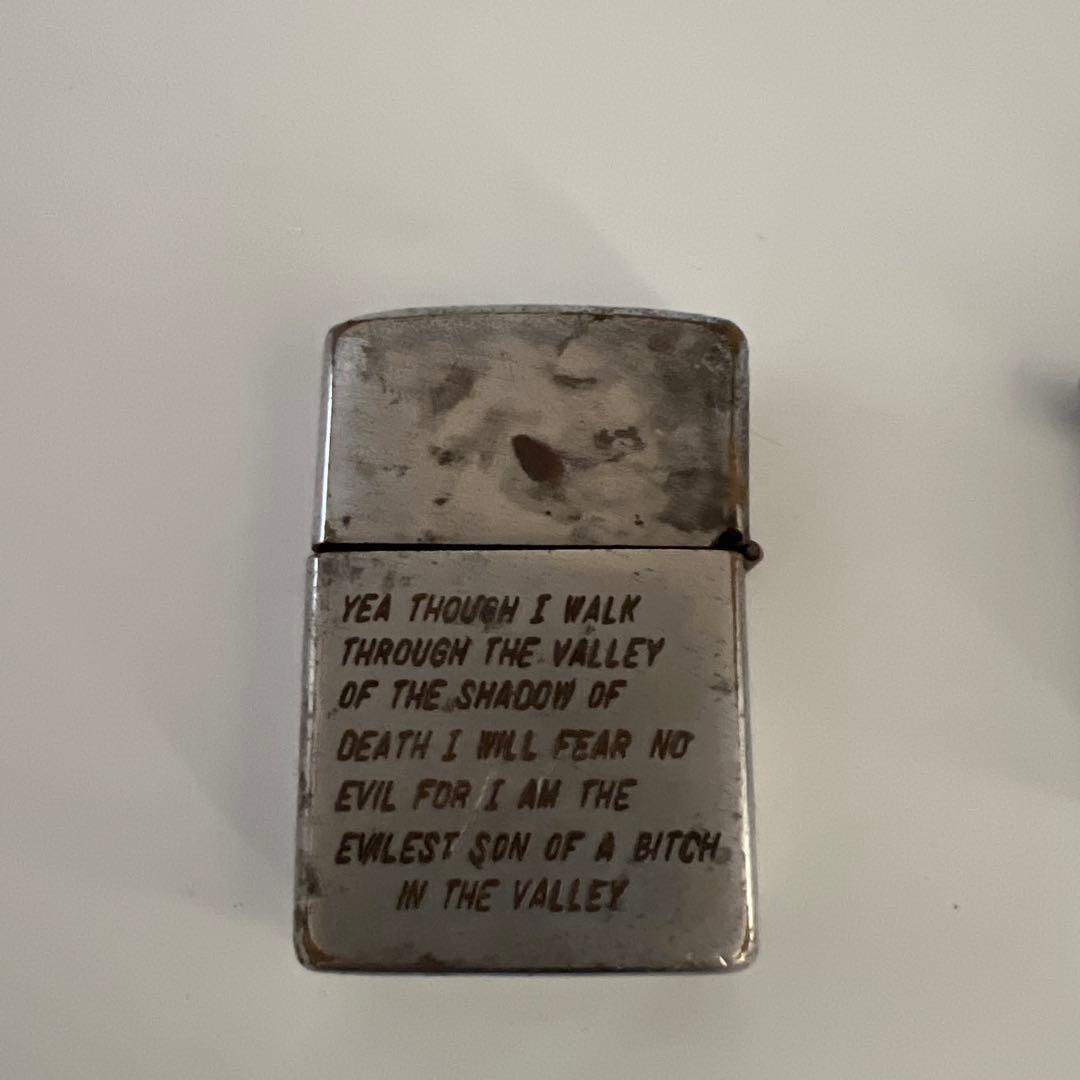 YEA THOUGH I WALK
THROUGH THE VALLEY
OF THE SHADOW OF
DEATH I WILL FEAR NO
EVIL FOR I AM THE
EVILEST SON OF A BITCH
IN THE VALLEY